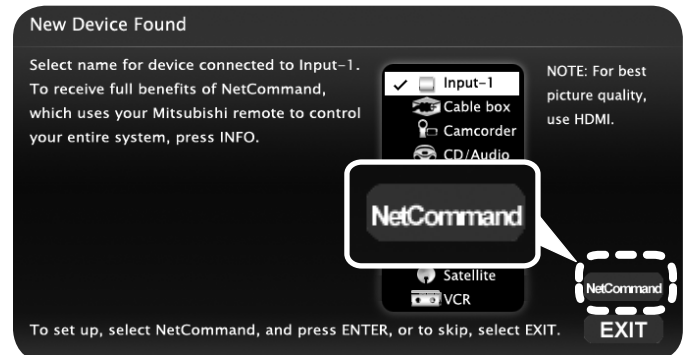 New Device Found
Select name for device connected to Input-1.
To receive full benefits of NetCommand,
which uses your Mitsubishi remote to control
your entire system, press INFO.
Input-1
Cable box
Camcorder
CD/Audio
NetCommand
Satellite
VCR
NOTE: For best
picture quality,
use HDMI.
NetCommand
To set up, select NetCommand, and press ENTER, or to skip, select EXIT.
EXIT